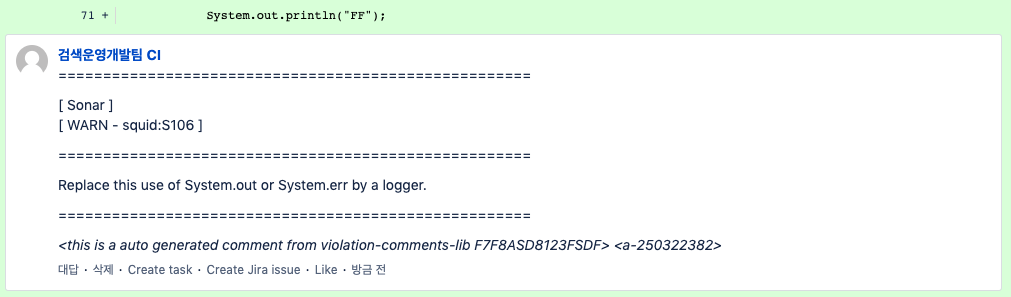 71 + System.out.println("FF");
검색운영개발팀 CI
=====================================================
[ Sonar ]
[ WARN - squid:S106 ]
=====================================================
Replace this use of System.out or System.err by a logger.
=====================================================
<this is a auto generated comment from violation-comments-lib F7F8ASD8123FSDF> <a-250322382>
대답 · 삭제 · Create task · Create Jira issue · Like · 방금 전